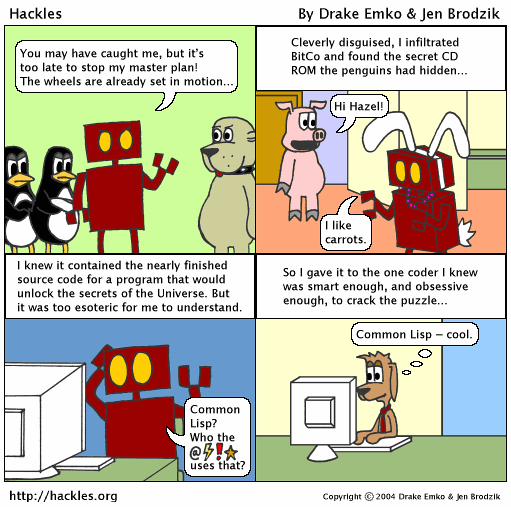 Hackles
By Drake Emko & Jen Brodzik
You may have caught me, but it's
too late to stop my master plan!
The wheels are already set in motion...
Cleverly disguised, I infiltrated
BitCo and found the secret CD
ROM the penguins had hidden...
Hi Hazel!
I like
carrots.
I knew it contained the nearly finished
source code for a program that would
unlock the secrets of the Universe. But
it was too esoteric for me to understand.
Common
Lisp?
Who the
@⚡!★
uses that?
So I gave it to the one coder I knew
was smart enough, and obsessive
enough, to crack the puzzle...
Common Lisp – cool.
http://hackles.org
Copyright © 2004 Drake Emko & Jen Brodzik